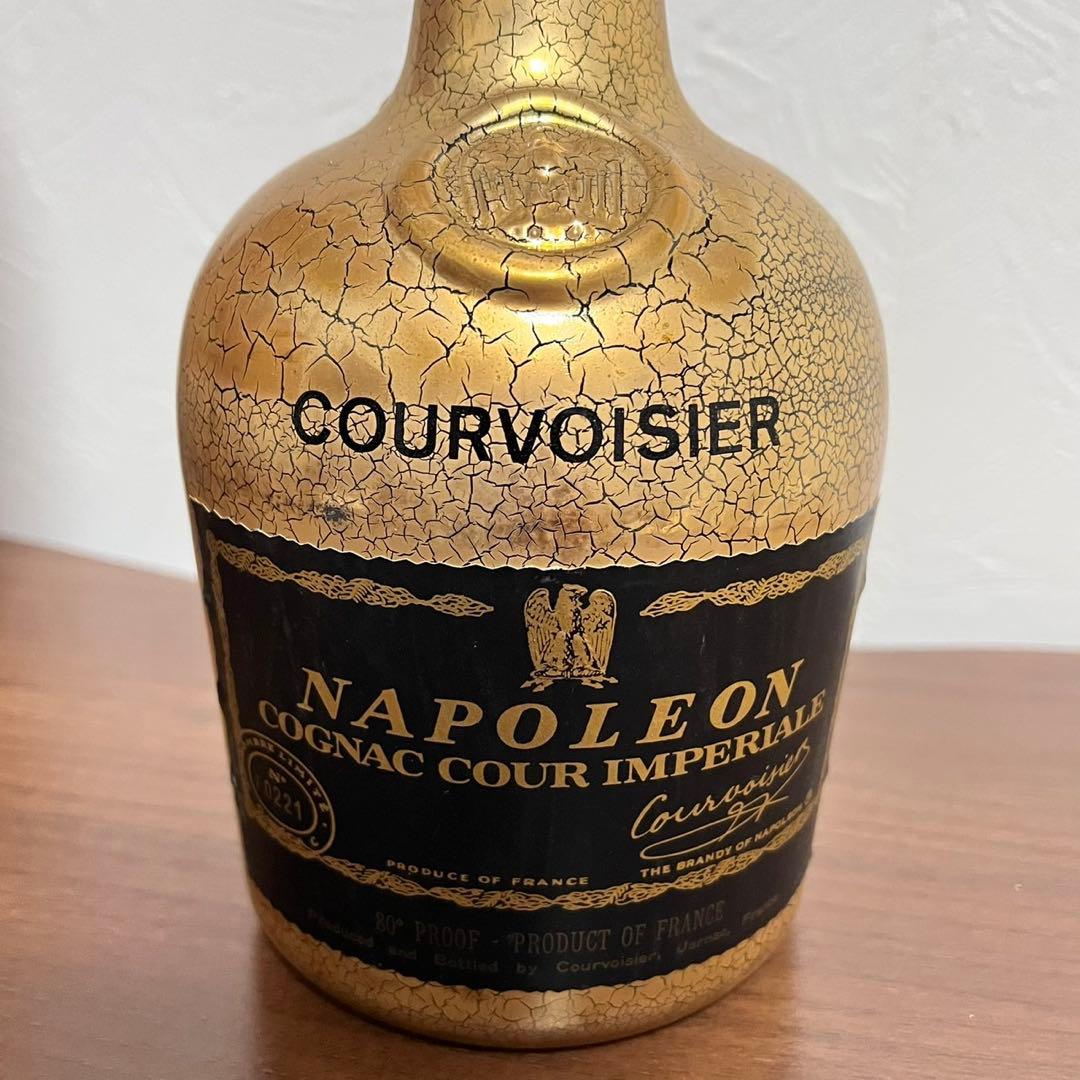 COURVOISIER
NAPOLEON
COGNAC COUR IMPERIALE
Nº
0221
Courvoisier
THE BRANDY OF NAPOLEON
PRODUCE OF FRANCE
80° PROOF - PRODUCT OF FRANCE
Produced and Bottled by Courvoisier, Jarnac, France